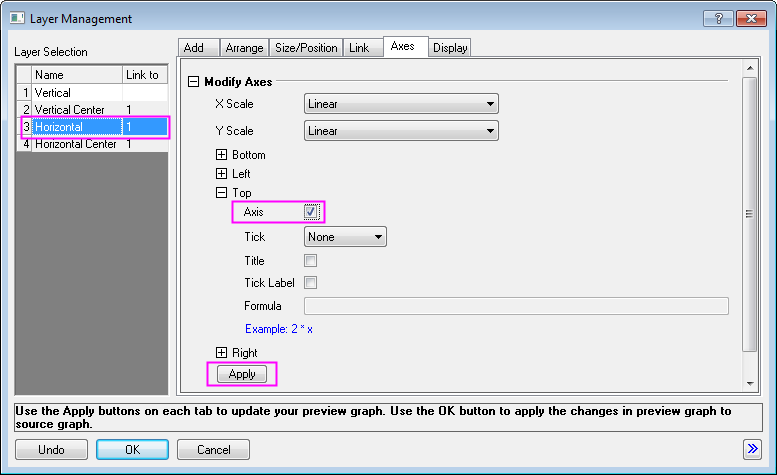 Layer Management
?
Layer Selection
Add Arrange Size/Position Link Axes Display
Name Link to
1 Vertical
2 Vertical Center 1
3 Horizontal 1
4 Horizontal Center 1
Modify Axes
X Scale Linear
Y Scale Linear
Bottom
Left
Top
Axis
Tick None
Title
Tick Label
Formula
Example: 2 * x
Right
Apply
Use the Apply buttons on each tab to update your preview graph. Use the OK button to apply the changes in preview graph to
source graph.
Undo OK Cancel